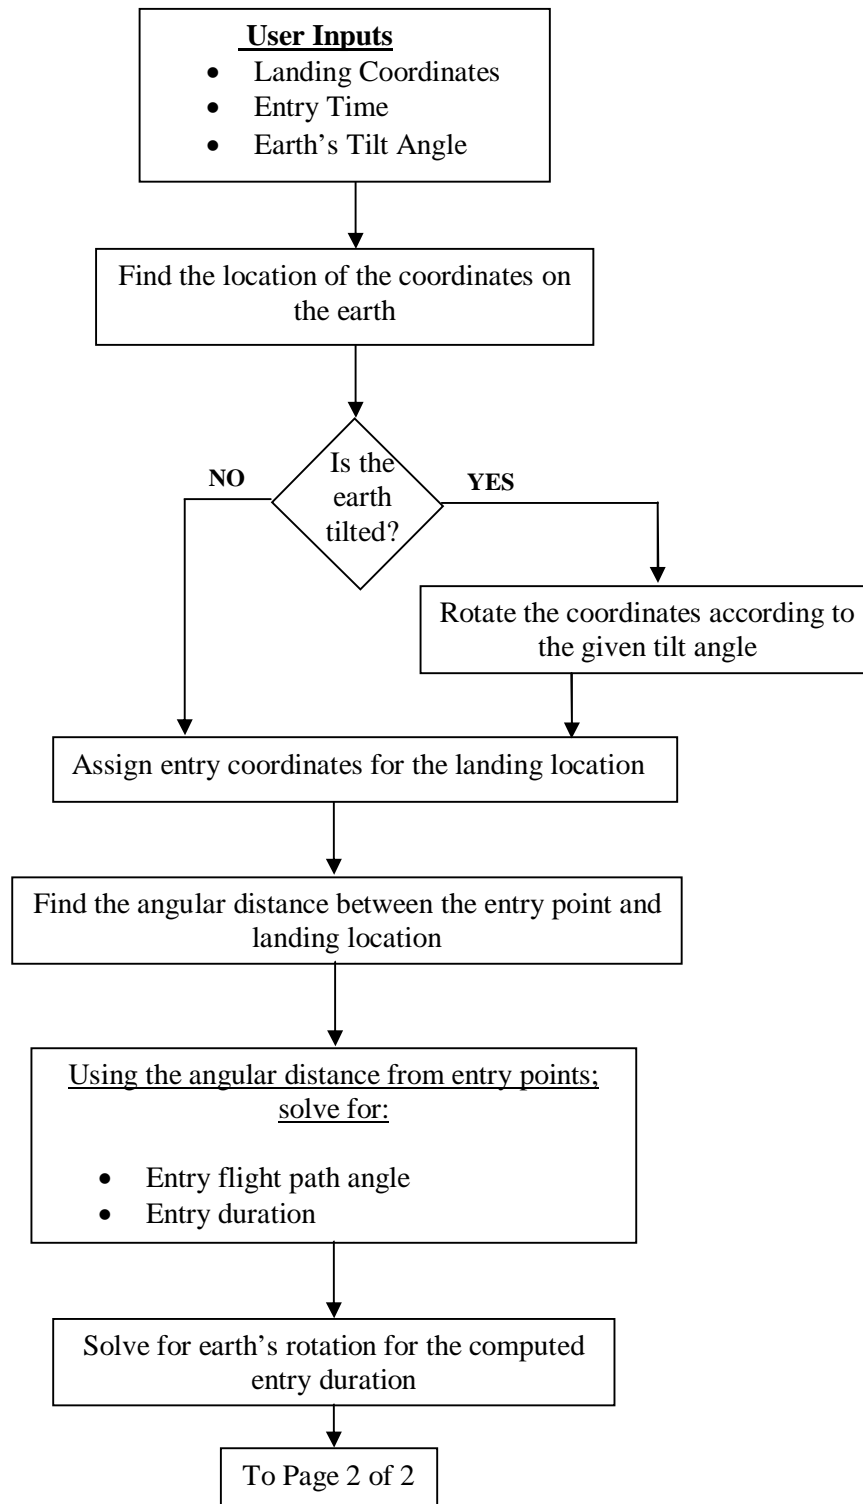 User Inputs
• Landing Coordinates
• Entry Time
• Earth’s Tilt Angle
Find the location of the coordinates on
the earth
Is the
earth
tilted?
NO
YES
Rotate the coordinates according to
the given tilt angle
Assign entry coordinates for the landing location
Find the angular distance between the entry point and
landing location
Using the angular distance from entry points;
solve for:
• Entry flight path angle
• Entry duration
Solve for earth’s rotation for the computed
entry duration
To Page 2 of 2